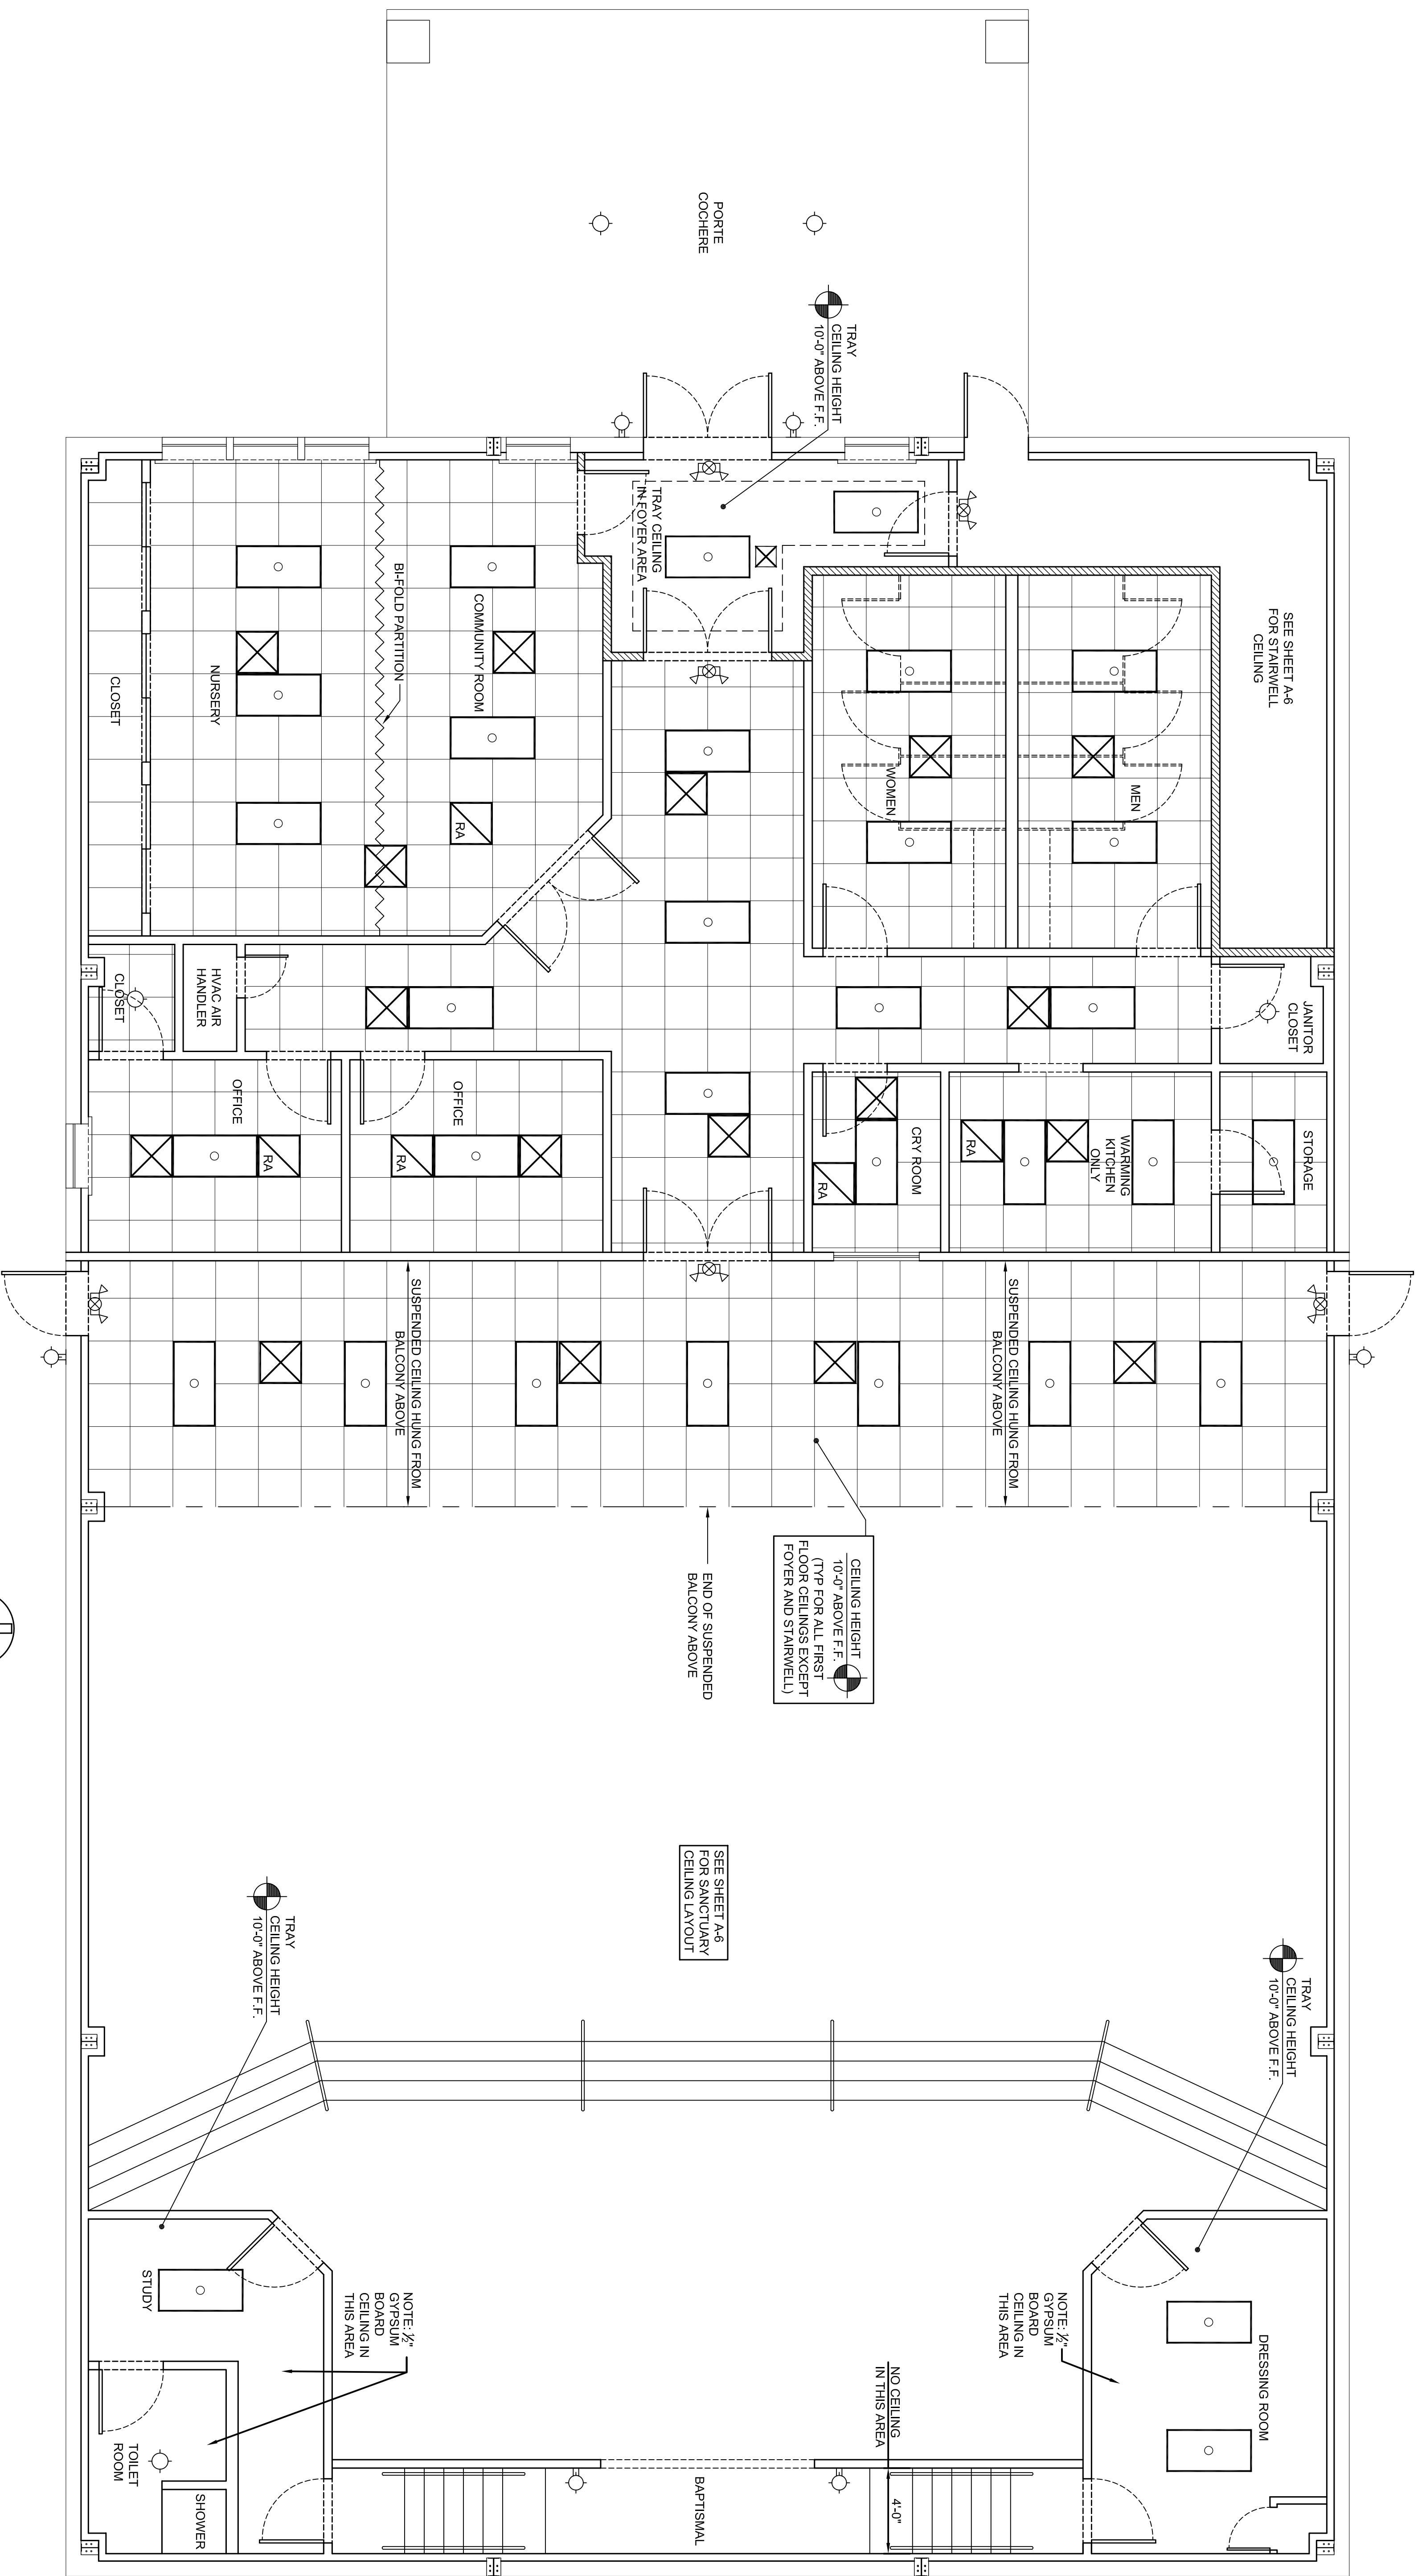 PORTE
COCHERE
TRAY
CEILING HEIGHT
10'-0" ABOVE F.F.
TRAY CEILING
IN FOYER AREA
SEE SHEET A-6
FOR STAIRWELL
CEILING
BI-FOLD PARTITION
COMMUNITY ROOM
NURSERY
CLOSET
RA
WOMEN
MEN
JANITOR
CLOSET
HVAC AIR
HANDLER
CLOSET
OFFICE
RA
OFFICE
RA
CRY ROOM
RA
WARMING
KITCHEN
ONLY
RA
STORAGE
SUSPENDED CEILING HUNG FROM
BALCONY ABOVE
SUSPENDED CEILING HUNG FROM
BALCONY ABOVE
CEILING HEIGHT
10'-0" ABOVE F.F.
(TYP FOR ALL FIRST
FLOOR CEILINGS EXCEPT
FOYER AND STAIRWELL)
END OF SUSPENDED
BALCONY ABOVE
SEE SHEET A-6
FOR SANCTUARY
CEILING LAYOUT
TRAY
CEILING HEIGHT
10'-0" ABOVE F.F.
TRAY
CEILING HEIGHT
10'-0" ABOVE F.F.
STUDY
NOTE: ½"
GYPSUM
BOARD
CEILING IN
THIS AREA
NOTE: ½"
GYPSUM
BOARD
CEILING IN
THIS AREA
DRESSING ROOM
NO CEILING
IN THIS AREA
4'-0"
BAPTISMAL
TOILET
ROOM
SHOWER